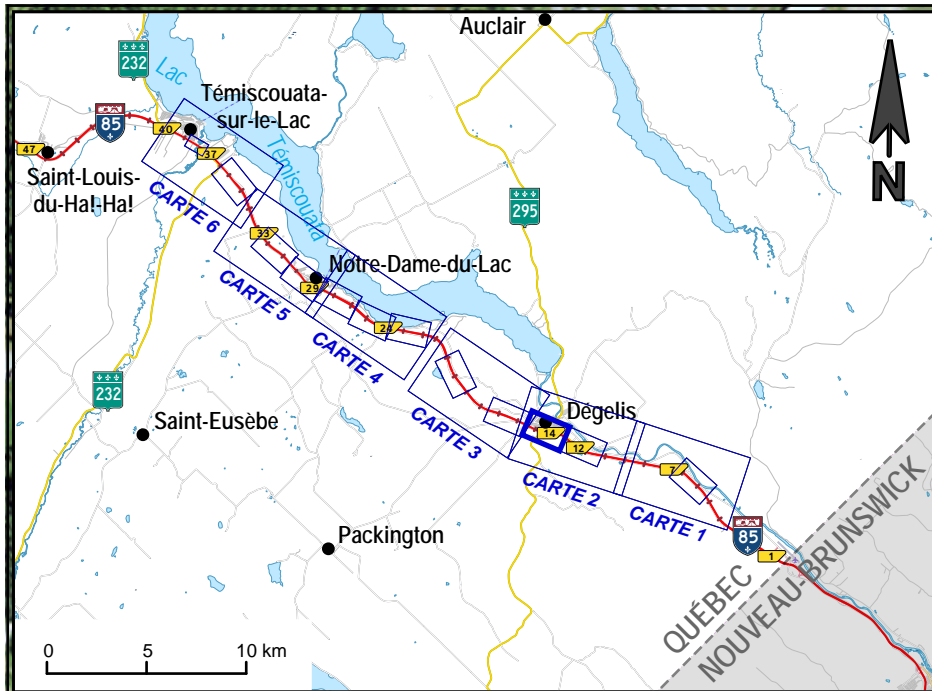 Auclair
232
Lac
Témiscouata-
sur-le-Lac
85
40
47
37
Saint-Louis-
du-Ha!-Ha!
Témiscouata
295
N
CARTE 6
33
Notre-Dame-du-Lac
29
CARTE 5
24
CARTE 4
232
Saint-Eusèbe
Dégelis
14
12
CARTE 3
7
CARTE 2
CARTE 1
85
1
Packington
QUÉBEC
NOUVEAU-BRUNSWICK
0 5 10 km